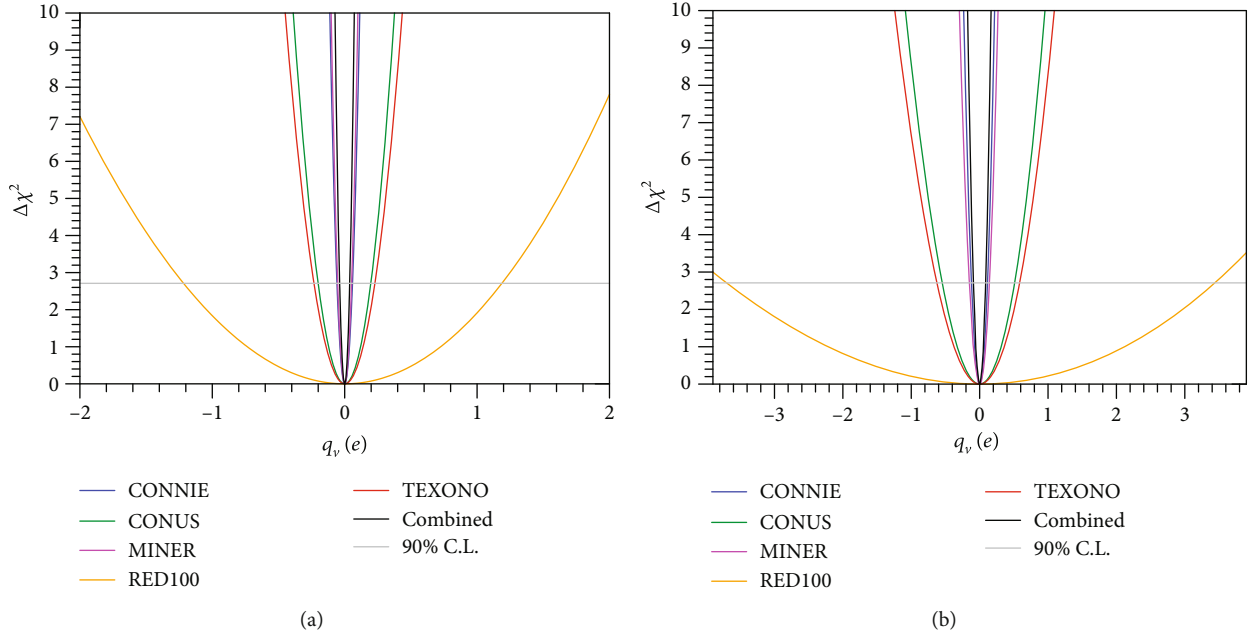 10
9
8
7
6
5
4
3
2
1
0
Δχ²
–2
–1
0
1
2
qᵥ (e)
CONNIE
CONUS
MINER
RED100
TEXONO
Combined
90% C.L.
(a)
10
9
8
7
6
5
4
3
2
1
0
Δχ²
–3
–2
–1
0
1
2
3
qᵥ (e)
CONNIE
CONUS
MINER
RED100
TEXONO
Combined
90% C.L.
(b)